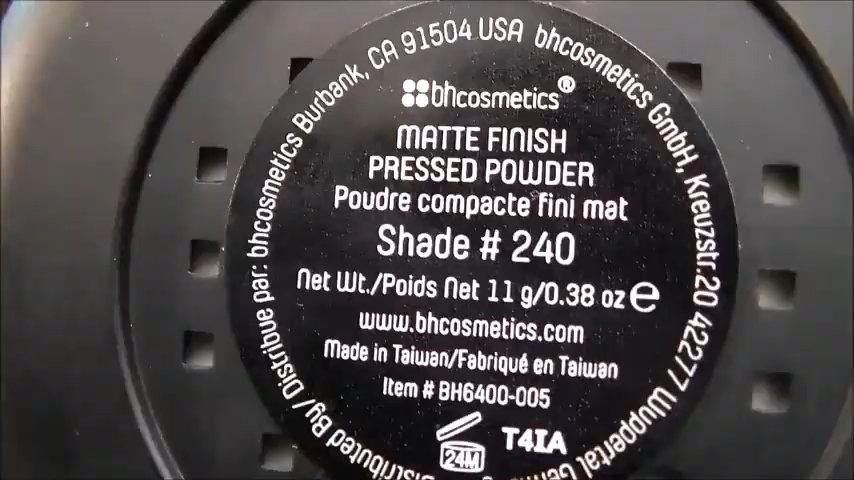 Distributed By/ Distribue par: bhcosmetics Burbank, CA 91504 USA bhcosmetics GmbH, Kreuzstr.20 42277 Wuppertal
bhcosmetics®
MATTE FINISH
PRESSED POWDER
Poudre compacte fini mat
Shade # 240
Net Wt./Poids Net 11 g/0.38 oz e
www.bhcosmetics.com
Made in Taiwan/Fabriqué en Taiwan
Item # BH6400-005
24M
T4IA